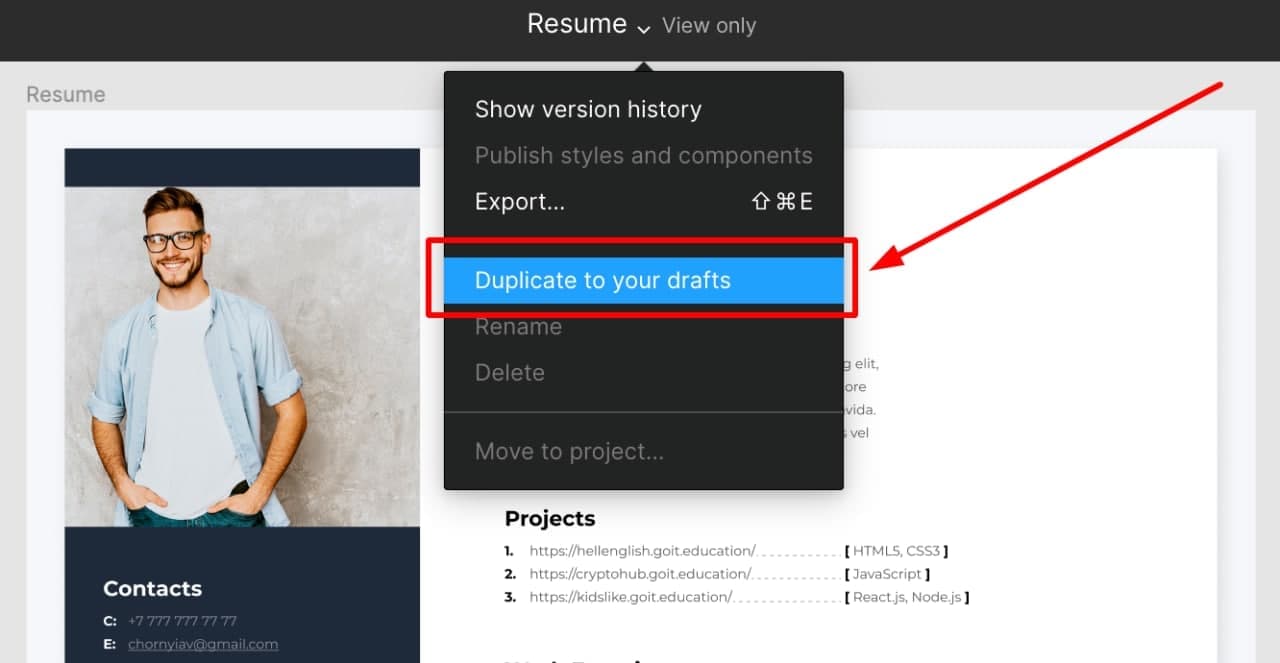 Resume View only
Resume
Show version history
Publish styles and components
Export... ⇧⌘E
Duplicate to your drafts
Rename
Delete
Move to project...
g elit,
ore
vida.
s vel
Projects
1. https://hellenglish.goit.education/ [ HTML5, CSS3 ]
2. https://cryptohub.goit.education/ [ JavaScript ]
3. https://kidslike.goit.education/ [ React.js, Node.js ]
Contacts
C: +7 777 777 77 77
E: chornyiav@gmail.com